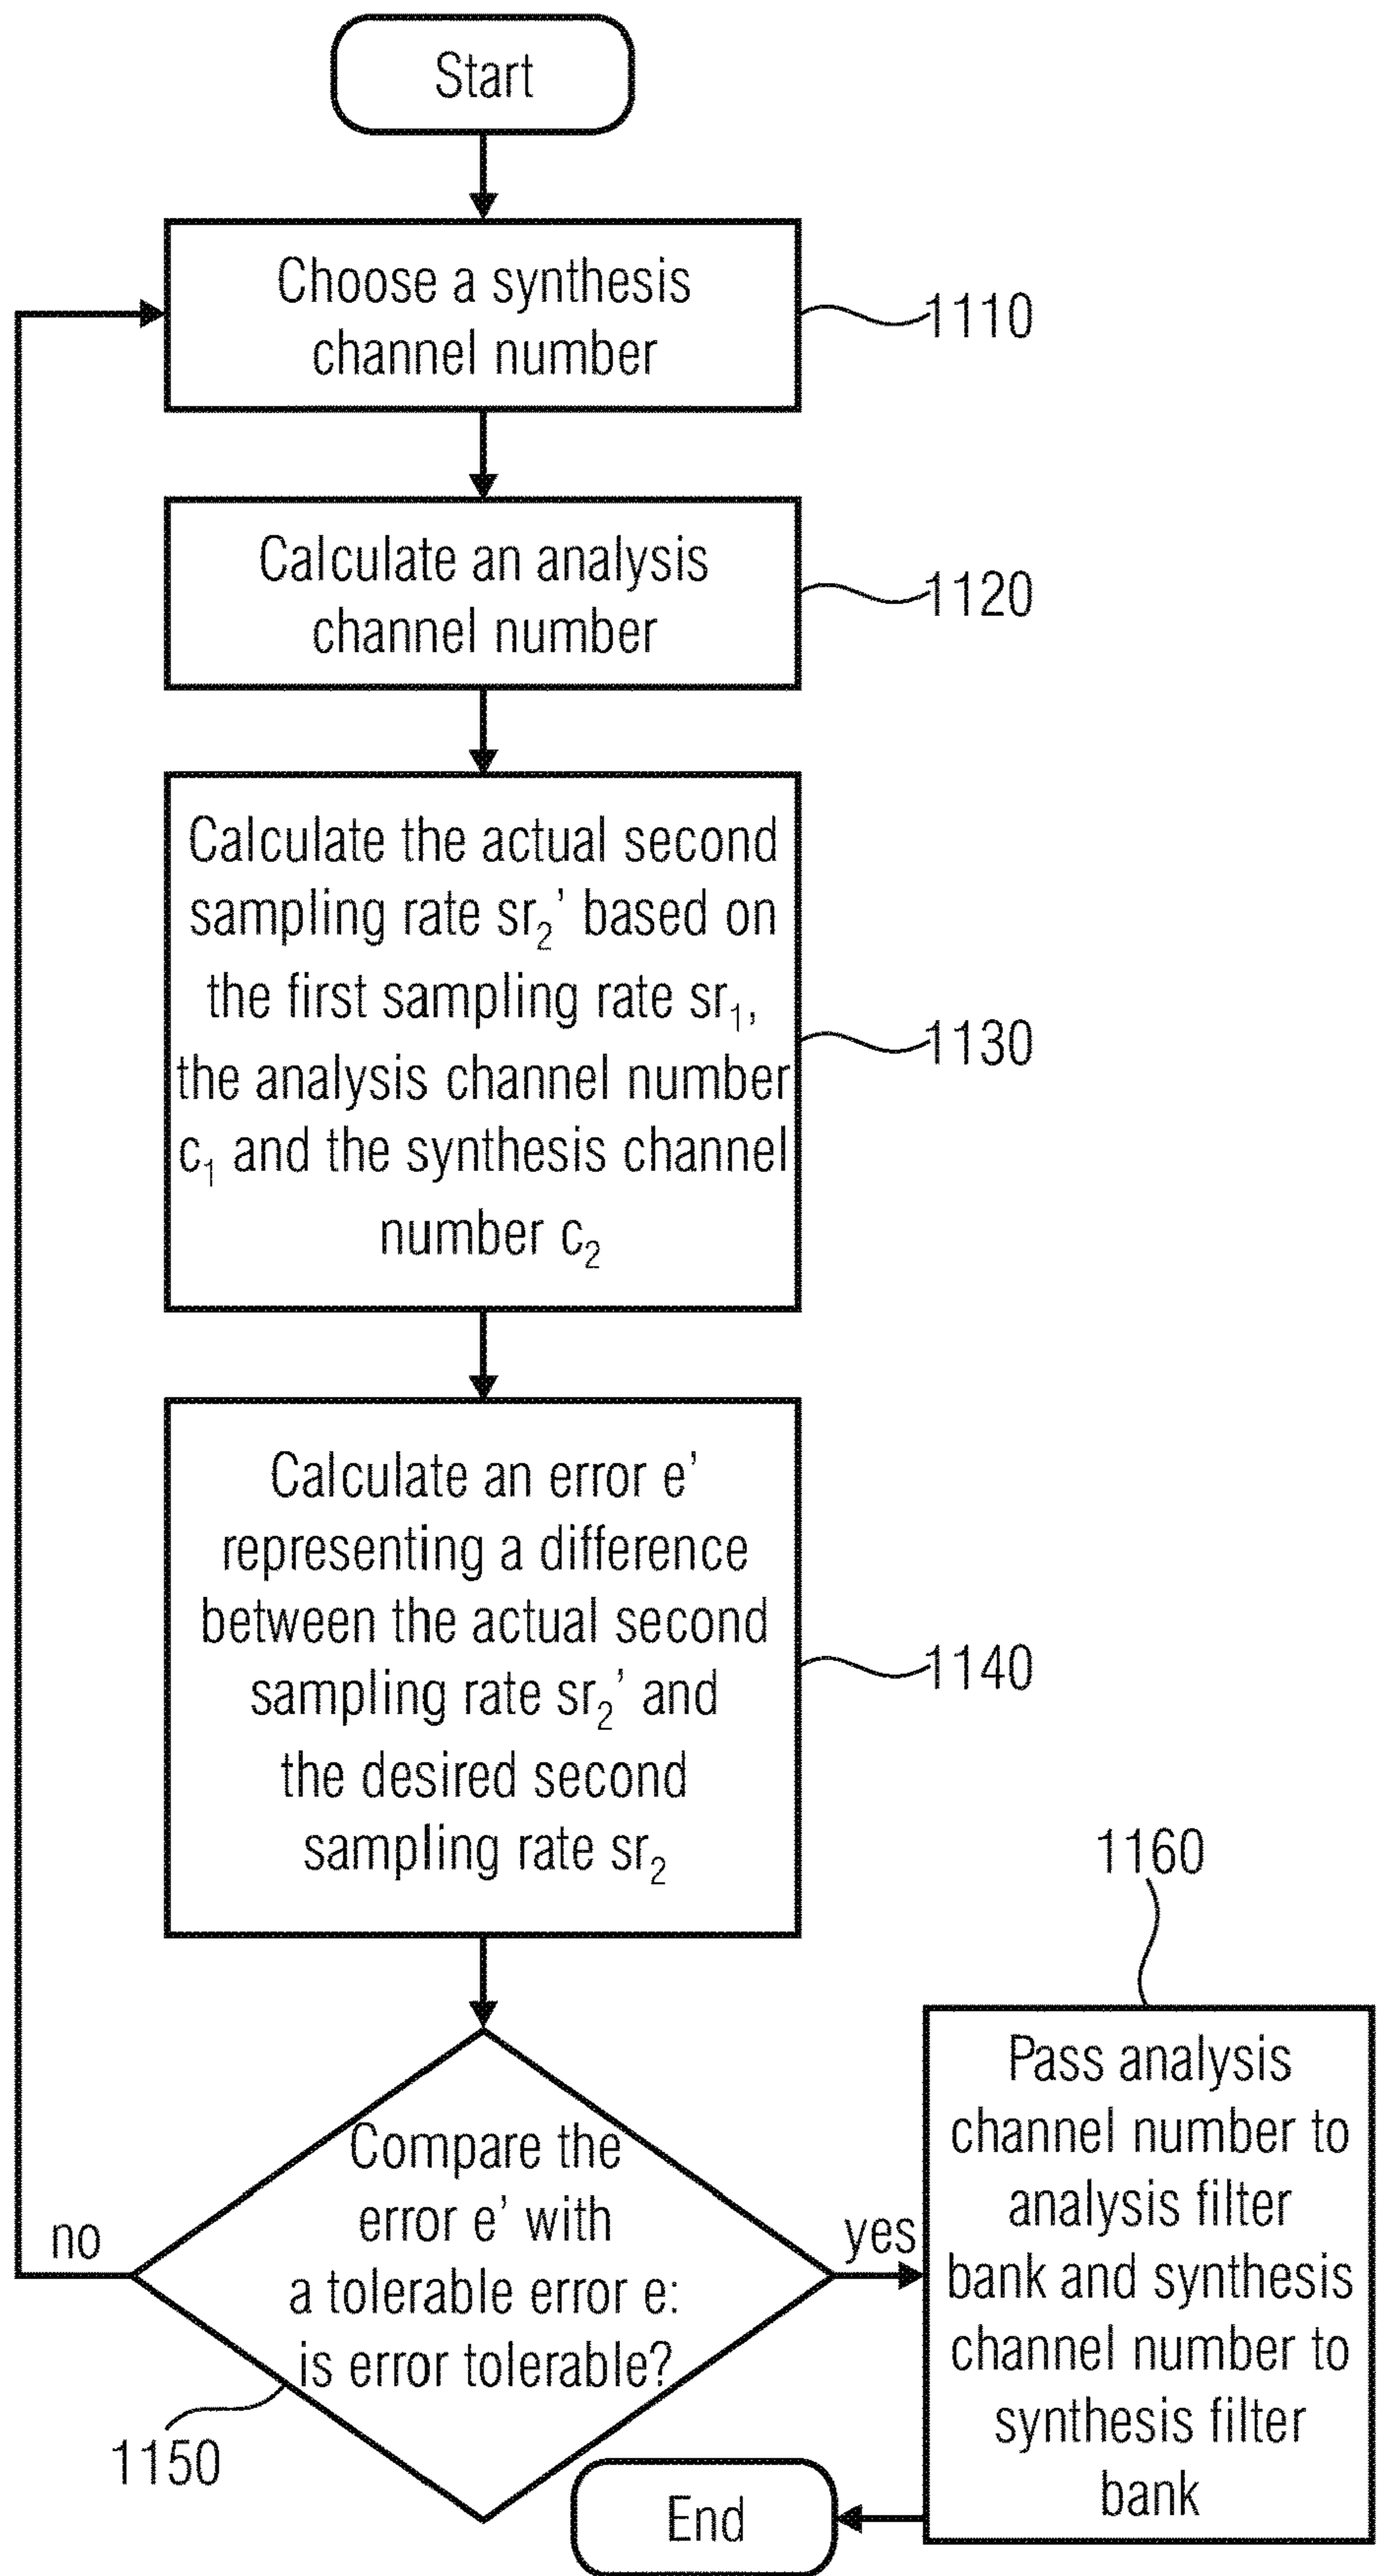 Start
Choose a synthesis
channel number
1110
Calculate an analysis
channel number
1120
Calculate the actual second
sampling rate sr₂’ based on
the first sampling rate sr₁,
the analysis channel number
c₁ and the synthesis channel
number c₂
1130
Calculate an error e’
representing a difference
between the actual second
sampling rate sr₂’ and
the desired second
sampling rate sr₂
1140
Compare the
error e’ with
a tolerable error e:
is error tolerable?
no
yes
1150
1160
Pass analysis
channel number to
analysis filter
bank and synthesis
channel number to
synthesis filter
bank
End